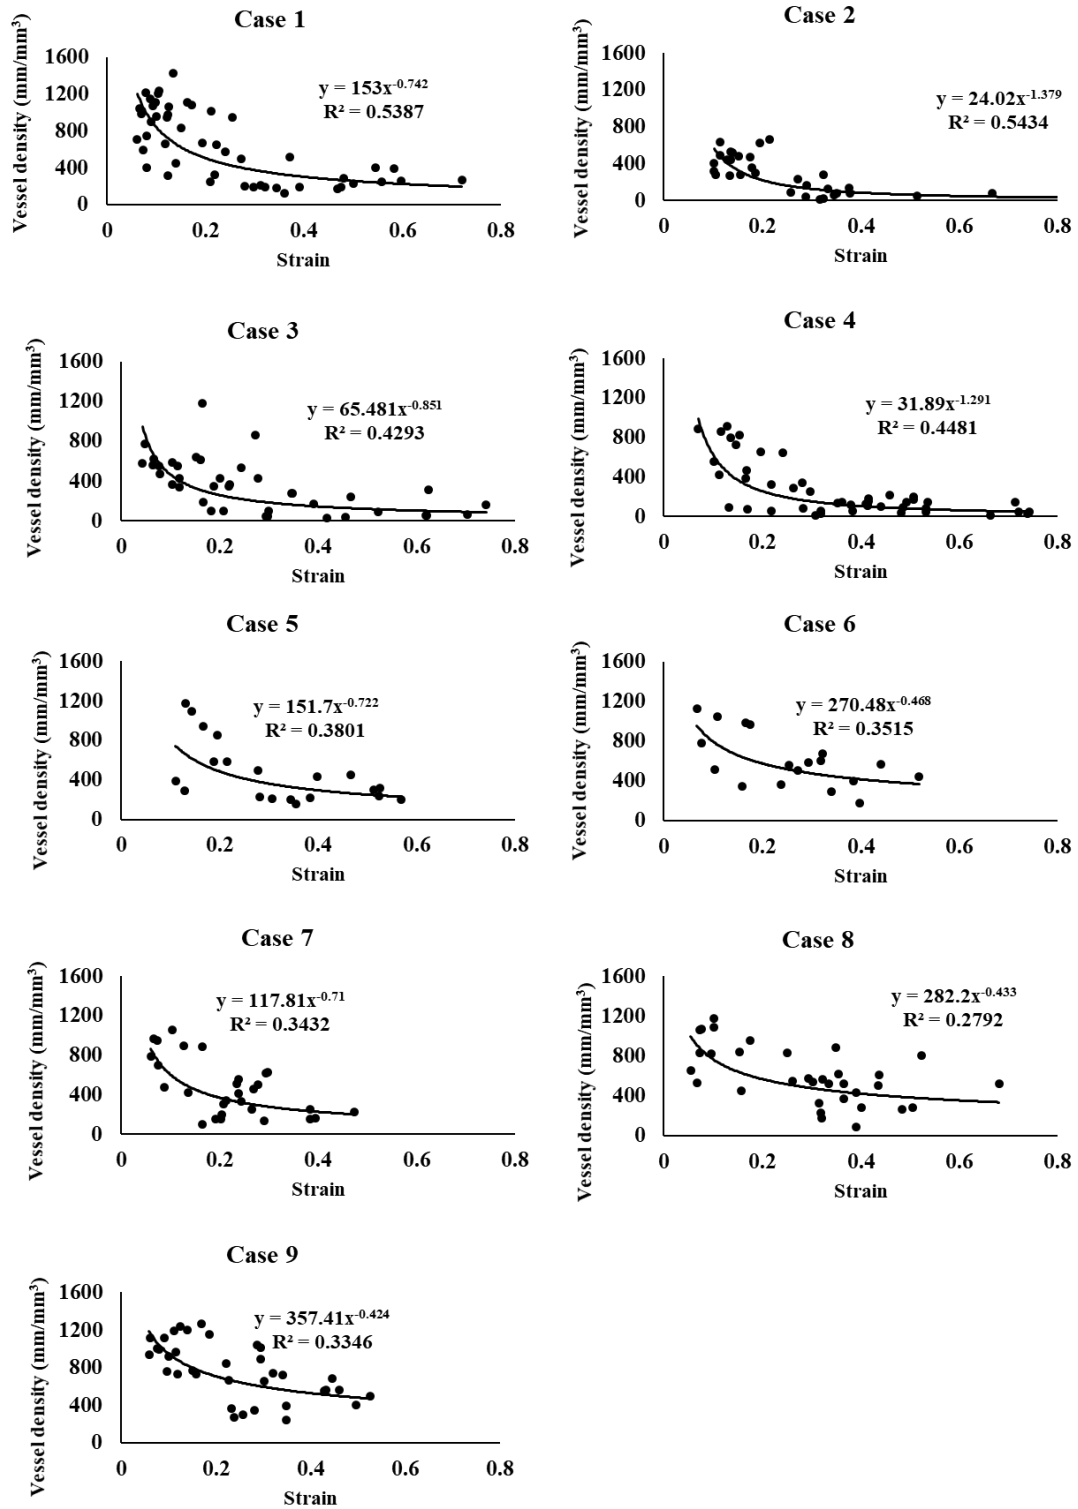 Case 1
Vessel density (mm/mm³)
1600
1200
800
400
0
y = 153x^-0.742
R² = 0.5387
0 0.2 0.4 0.6 0.8
Strain
Case 2
Vessel density (mm/mm³)
1600
1200
800
400
0
y = 24.02x^-1.379
R² = 0.5434
0 0.2 0.4 0.6 0.8
Strain
Case 3
Vessel density (mm/mm³)
1600
1200
800
400
0
y = 65.481x^-0.851
R² = 0.4293
0 0.2 0.4 0.6 0.8
Strain
Case 4
Vessel density (mm/mm³)
1600
1200
800
400
0
y = 31.89x^-1.291
R² = 0.4481
0 0.2 0.4 0.6 0.8
Strain
Case 5
Vessel density (mm/mm³)
1600
1200
800
400
0
y = 151.7x^-0.722
R² = 0.3801
0 0.2 0.4 0.6 0.8
Strain
Case 6
Vessel density (mm/mm³)
1600
1200
800
400
0
y = 270.48x^-0.468
R² = 0.3515
0 0.2 0.4 0.6 0.8
Strain
Case 7
Vessel density (mm/mm³)
1600
1200
800
400
0
y = 117.81x^-0.71
R² = 0.3432
0 0.2 0.4 0.6 0.8
Strain
Case 8
Vessel density (mm/mm³)
1600
1200
800
400
0
y = 282.2x^-0.433
R² = 0.2792
0 0.2 0.4 0.6 0.8
Strain
Case 9
Vessel density (mm/mm³)
1600
1200
800
400
0
y = 357.41x^-0.424
R² = 0.3346
0 0.2 0.4 0.6 0.8
Strain